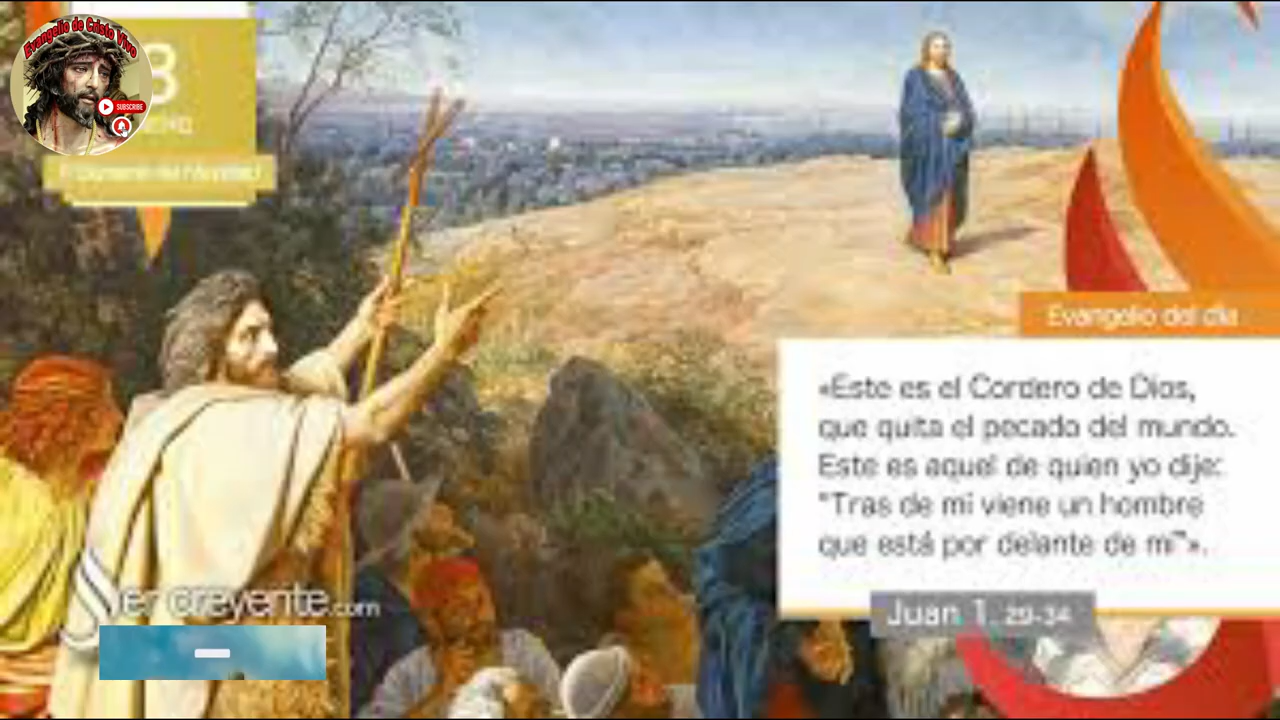 Evangelio de Cristo Vivo
SUBSCRIBE
3
Evangelio del día
«Este es el Cordero de Dios,
que quita el pecado del mundo.
Este es aquel de quien yo dije:
"Tras de mí viene un hombre
que está por delante de mí"».
Juan 1, 29-34
Ser creyente.com